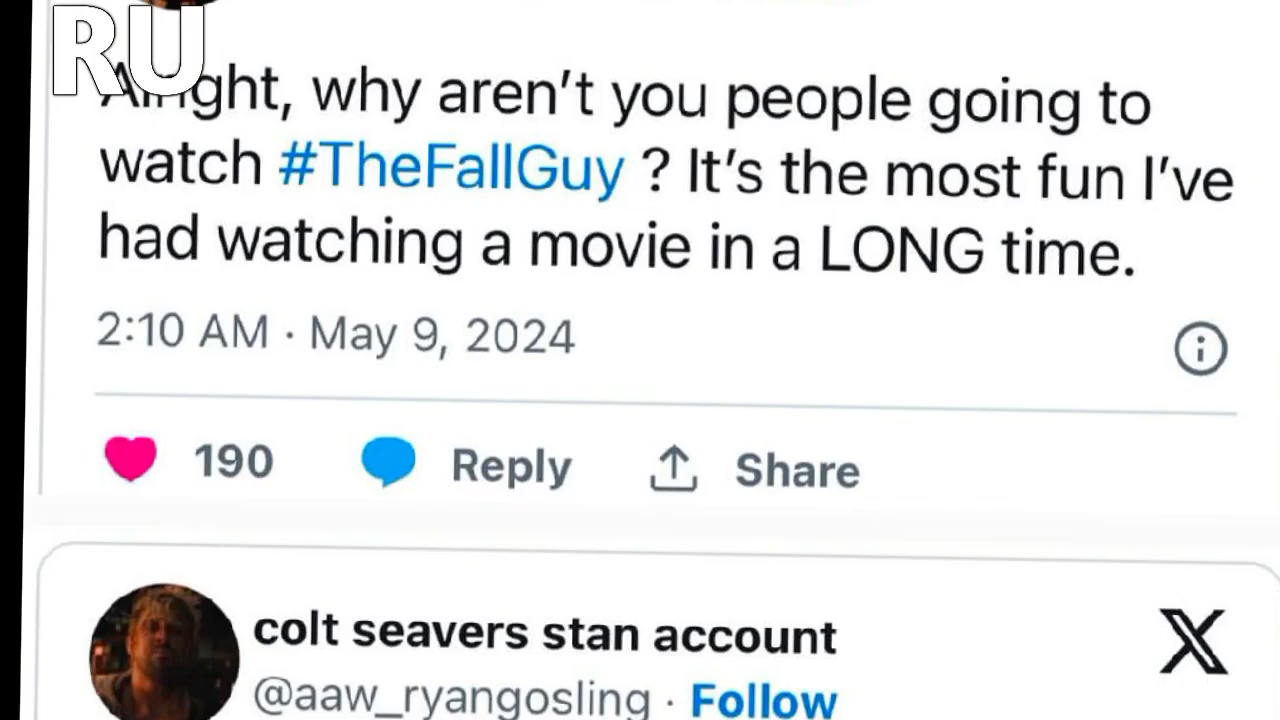 RU
Alright, why aren't you people going to
watch #TheFallGuy ? It's the most fun I've
had watching a movie in a LONG time.
2:10 AM · May 9, 2024
190 Reply Share
colt seavers stan account
@aaw_ryangosling · Follow